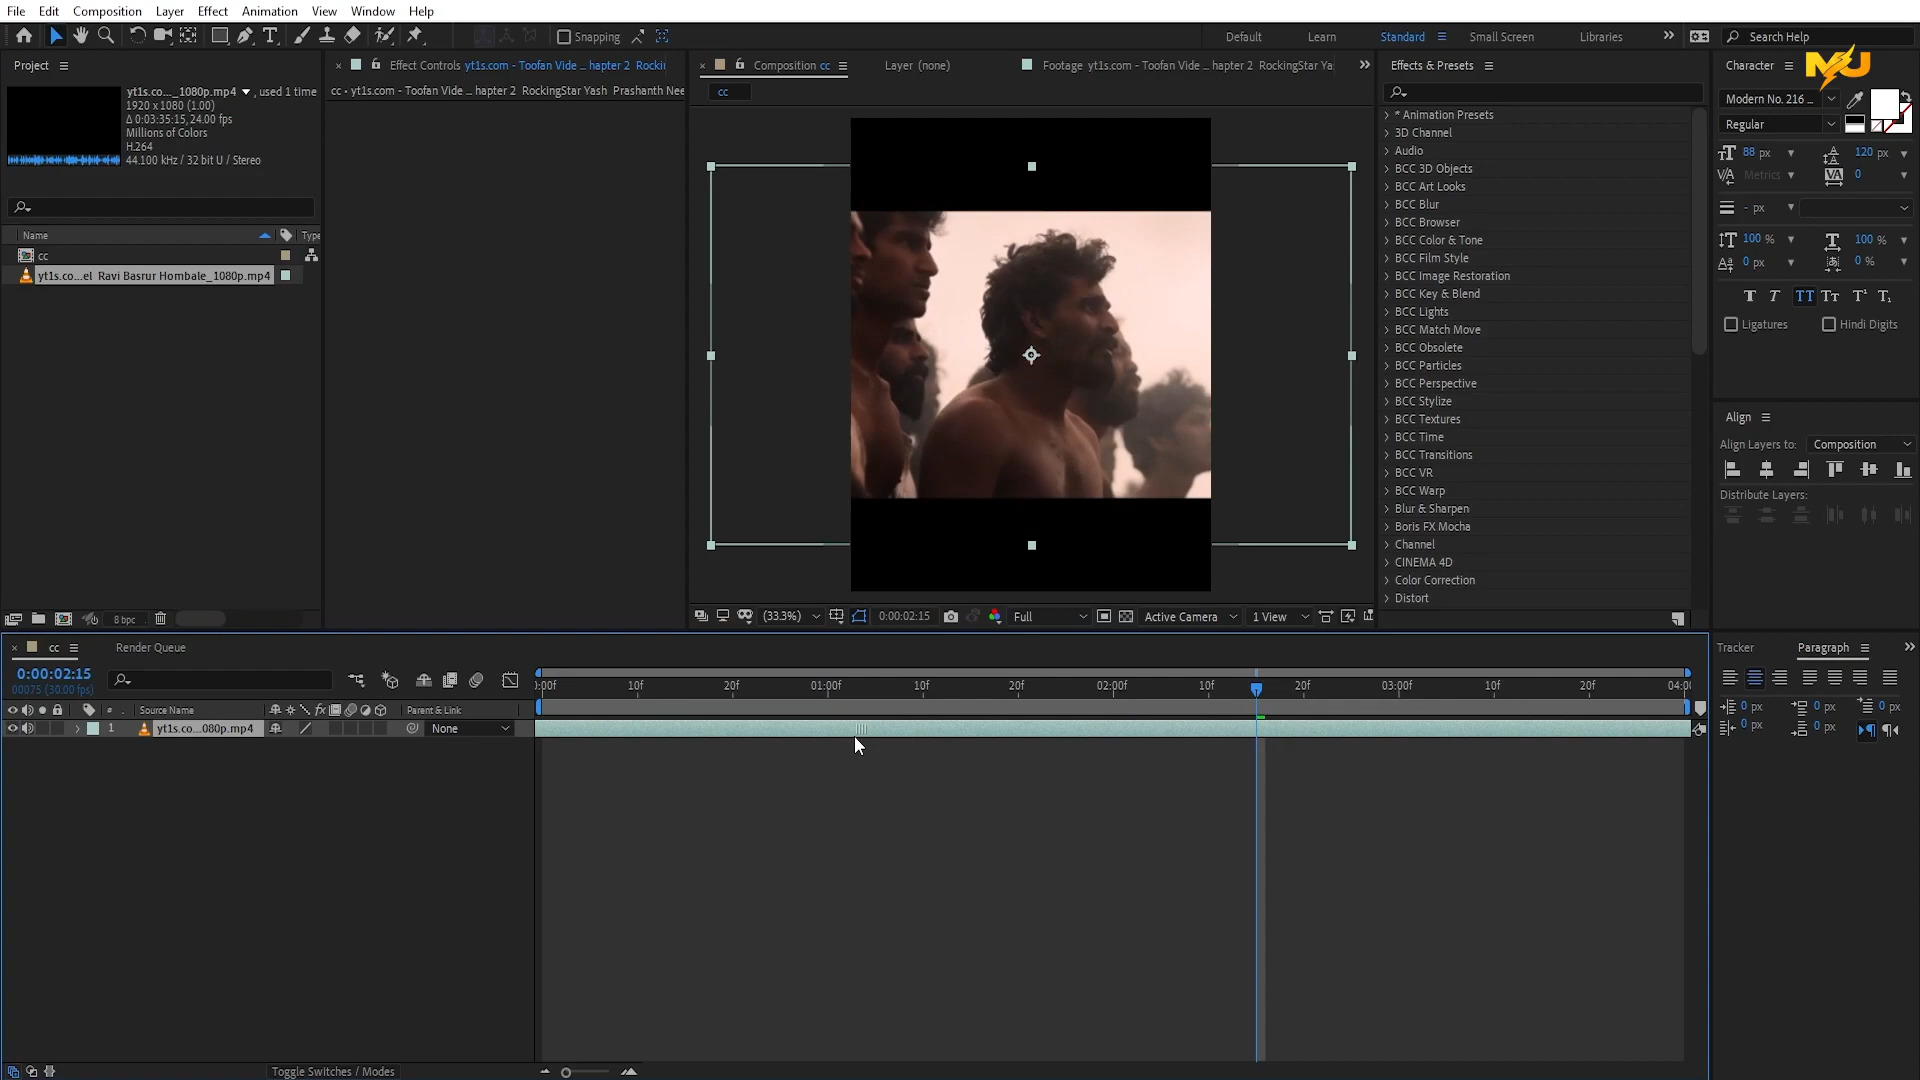 File Edit Composition Layer Effect Animation View Window Help
Snapping Default Learn Standard Small Screen Libraries Search Help
MJ
Project
yt1s.co..._1080p.mp4 , used 1 time
1920 x 1080 (1.00)
Δ 0:03:35:15, 24.00 fps
Millions of Colors
H.264
44.100 kHz / 32 bit U / Stereo
Name Type
cc
yt1s.co...el Ravi Basrur Hombale_1080p.mp4
8 bpc
Effect Controls yt1s.com - Toofan Vide ... hapter 2 Rockin
cc • yt1s.com - Toofan Vide ... hapter 2 RockingStar Yash Prashanth Nee
Composition cc Layer (none) Footage yt1s.com - Toofan Vide ... hapter 2 RockingStar Ya
cc
(33.3%) 0:00:02:15 Full Active Camera 1 View
Effects & Presets
* Animation Presets
3D Channel
Audio
BCC 3D Objects
BCC Art Looks
BCC Blur
BCC Browser
BCC Color & Tone
BCC Film Style
BCC Image Restoration
BCC Key & Blend
BCC Lights
BCC Match Move
BCC Obsolete
BCC Particles
BCC Perspective
BCC Stylize
BCC Textures
BCC Time
BCC Transitions
BCC VR
BCC Warp
Blur & Sharpen
Boris FX Mocha
Channel
CINEMA 4D
Color Correction
Distort
Character
Modern No. 216 ...
Regular
88 px 120 px
Metrics 0
- px
100 % 100 %
0 px 0 %
Ligatures Hindi Digits
Align
Align Layers to: Composition
Distribute Layers:
Tracker Paragraph
0 px 0 px 0 px
0 px 0 px
cc Render Queue
0:00:02:15
00075 (30.00 fps)
:00f 10f 20f 01:00f 10f 20f 02:00f 10f 20f 03:00f 10f 20f 04:0
# Source Name Parent & Link
1 yt1s.co...080p.mp4 None
Toggle Switches / Modes